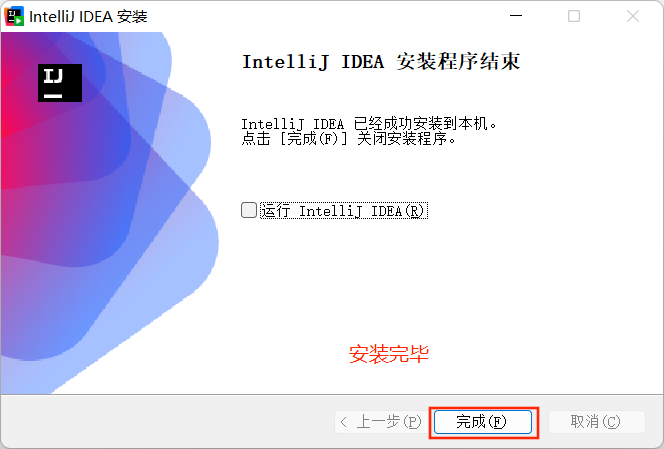 IntelliJ IDEA 安装
IJ
IntelliJ IDEA 安装程序结束
IntelliJ IDEA 已经成功安装到本机。
点击 [完成(F)] 关闭安装程序。
运行 IntelliJ IDEA(R)
安装完毕
< 上一步(P) 完成(F) 取消(C)